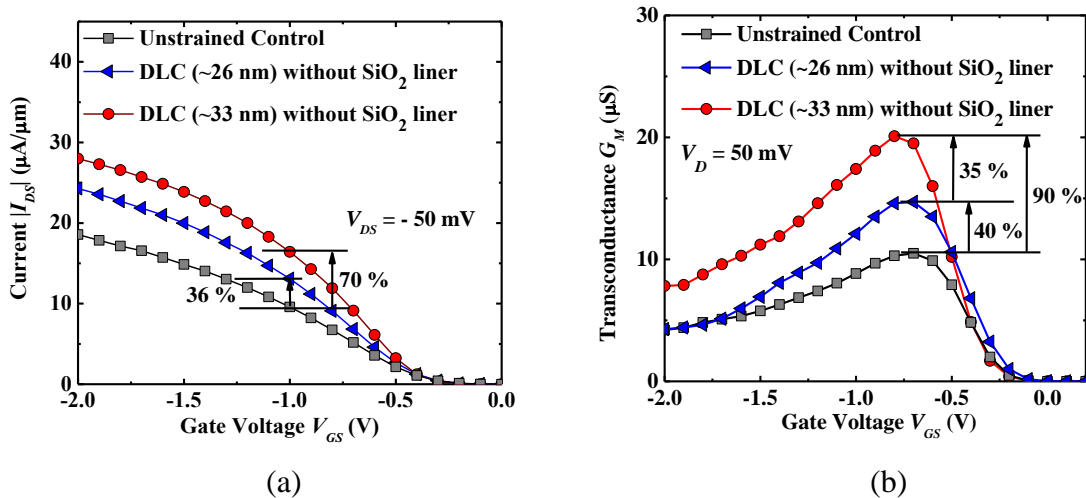 Unstrained Control
DLC (~26 nm) without SiO2 liner
DLC (~33 nm) without SiO2 liner
VDS = - 50 mV
36 %
70 %
40
30
20
10
0
-2.0 -1.5 -1.0 -0.5 0.0
Current |IDS| (μA/μm)
Gate Voltage VGS (V)
(a)
(b)
Unstrained Control
DLC (~26 nm) without SiO2 liner
DLC (~33 nm) without SiO2 liner
VD = 50 mV
35 %
90 %
40 %
30
20
10
0
-2.0 -1.5 -1.0 -0.5 0.0
Transconductance GM (μS)
Gate Voltage VGS (V)
(b)